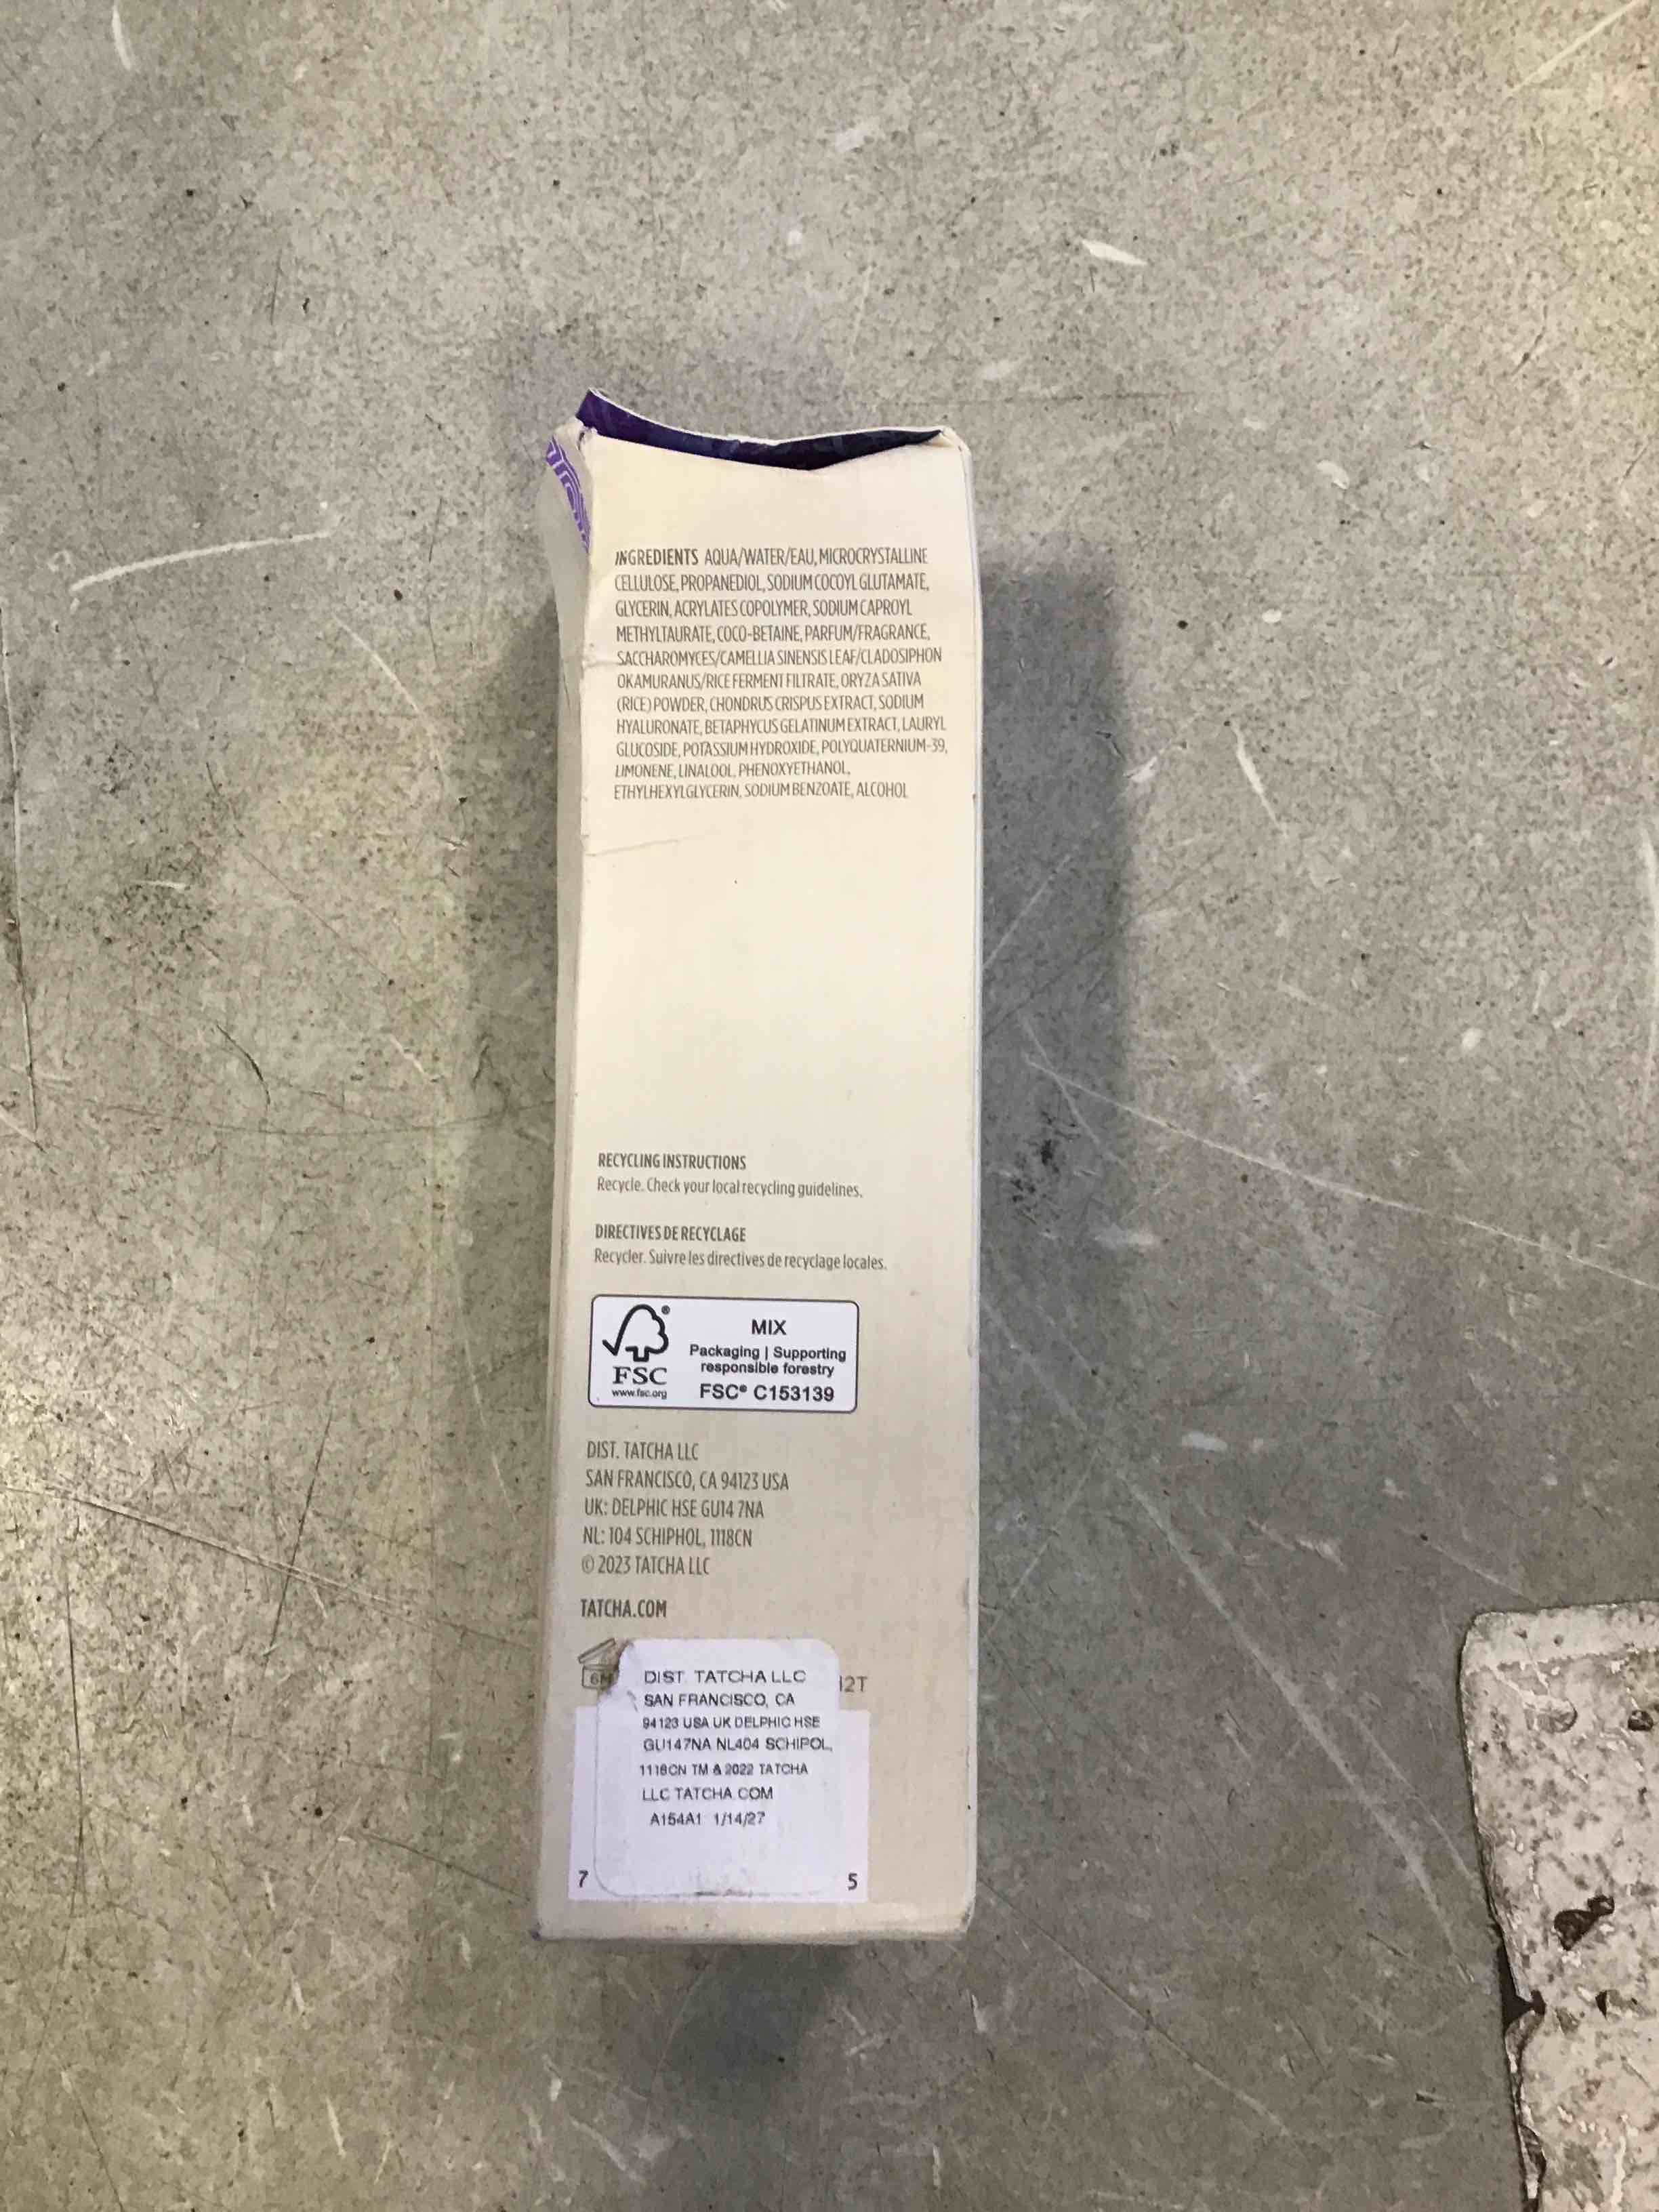 INGREDIENTS AQUA/WATER/EAU, MICROCRYSTALLINE
CELLULOSE, PROPANEDIOL, SODIUM COCOYL GLUTAMATE,
GLYCERIN, ACRYLATES COPOLYMER, SODIUM CAPROYL
METHYLTAURATE, COCO-BETAINE, PARFUM/FRAGRANCE,
SACCHAROMYCES/CAMELLIA SINENSIS LEAF/CLADOSIPHON
OKAMURANUS/RICE FERMENT FILTRATE, ORYZA SATIVA
(RICE) POWDER, CHONDRUS CRISPUS EXTRACT, SODIUM
HYALURONATE, BETAPHYCUS GELATINUM EXTRACT, LAURYL
GLUCOSIDE, POTASSIUM HYDROXIDE, POLYQUATERNIUM-39,
LIMONENE, LINALOOL, PHENOXYETHANOL,
ETHYLHEXYLGLYCERIN, SODIUM BENZOATE, ALCOHOL
RECYCLING INSTRUCTIONS
Recycle. Check your local recycling guidelines.
DIRECTIVES DE RECYCLAGE
Recycler. Suivre les directives de recyclage locales.
FSC®
www.fsc.org
MIX
Packaging | Supporting
responsible forestry
FSC® C153139
DIST. TATCHA LLC
SAN FRANCISCO, CA 94123 USA
UK: DELPHIC HSE GU14 7NA
NL: 104 SCHIPHOL, 1118CN
© 2023 TATCHA LLC
TATCHA.COM
6M
12T
DIST TATCHA LLC
SAN FRANCISCO, CA
94123 USA UK DELPHIC HSE
GU147NA NL404 SCHIPOL,
1118CN TM & 2022 TATCHA
LLC TATCHA COM
A154A1 1/14/27
7 5